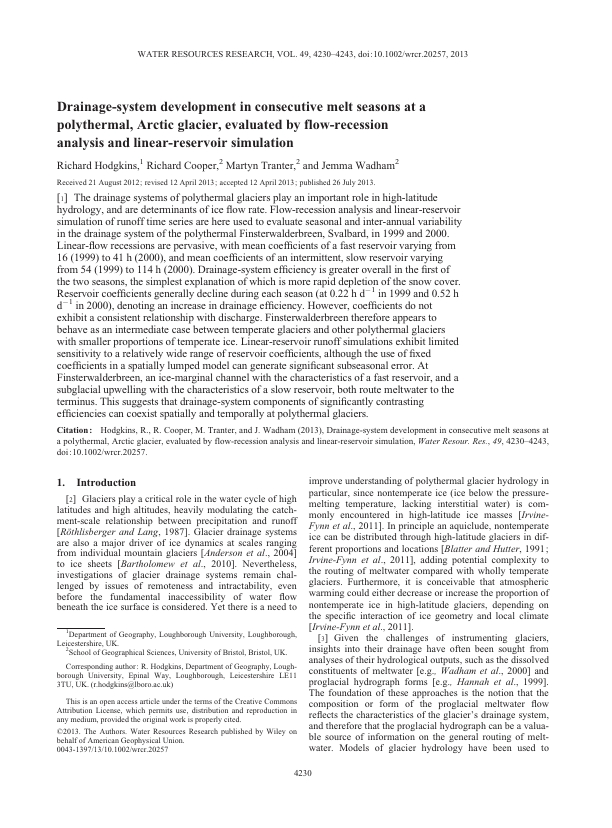 WATER RESOURCES RESEARCH, VOL. 49, 4230–4243, doi:10.1002/wrcr.20257, 2013
Drainage-system development in consecutive melt seasons at a
polythermal, Arctic glacier, evaluated by flow-recession
analysis and linear-reservoir simulation
Richard Hodgkins,1 Richard Cooper,2 Martyn Tranter,2 and Jemma Wadham2
Received 21 August 2012; revised 12 April 2013; accepted 12 April 2013; published 26 July 2013.
[1] The drainage systems of polythermal glaciers play an important role in high-latitude
hydrology, and are determinants of ice flow rate. Flow-recession analysis and linear-reservoir
simulation of runoff time series are here used to evaluate seasonal and inter-annual variability
in the drainage system of the polythermal Finsterwalderbreen, Svalbard, in 1999 and 2000.
Linear-flow recessions are pervasive, with mean coefficients of a fast reservoir varying from
16 (1999) to 41 h (2000), and mean coefficients of an intermittent, slow reservoir varying
from 54 (1999) to 114 h (2000). Drainage-system efficiency is greater overall in the first of
the two seasons, the simplest explanation of which is more rapid depletion of the snow cover.
Reservoir coefficients generally decline during each season (at 0.22 h d−1 in 1999 and 0.52 h
d−1 in 2000), denoting an increase in drainage efficiency. However, coefficients do not
exhibit a consistent relationship with discharge. Finsterwalderbreen therefore appears to
behave as an intermediate case between temperate glaciers and other polythermal glaciers
with smaller proportions of temperate ice. Linear-reservoir runoff simulations exhibit limited
sensitivity to a relatively wide range of reservoir coefficients, although the use of fixed
coefficients in a spatially lumped model can generate significant subseasonal error. At
Finsterwalderbreen, an ice-marginal channel with the characteristics of a fast reservoir, and a
subglacial upwelling with the characteristics of a slow reservoir, both route meltwater to the
terminus. This suggests that drainage-system components of significantly contrasting
efficiencies can coexist spatially and temporally at polythermal glaciers.
Citation: Hodgkins, R., R. Cooper, M. Tranter, and J. Wadham (2013), Drainage-system development in consecutive melt seasons at a
polythermal, Arctic glacier, evaluated by flow-recession analysis and linear-reservoir simulation, Water Resour. Res., 49, 4230–4243,
doi:10.1002/wrcr.20257.
1. Introduction
[2] Glaciers play a critical role in the water cycle of high
latitudes and high altitudes, heavily modulating the catch-
ment-scale relationship between precipitation and runoff
[Röthlisberger and Lang, 1987]. Glacier drainage systems
are also a major driver of ice dynamics at scales ranging
from individual mountain glaciers [Anderson et al., 2004]
to ice sheets [Bartholomew et al., 2010]. Nevertheless,
investigations of glacier drainage systems remain chal-
lenged by issues of remoteness and intractability, even
before the fundamental inaccessibility of water flow
beneath the ice surface is considered. Yet there is a need to
1Department of Geography, Loughborough University, Loughborough,
Leicestershire, UK.
2School of Geographical Sciences, University of Bristol, Bristol, UK.
Corresponding author: R. Hodgkins, Department of Geography, Lough-
borough University, Epinal Way, Loughborough, Leicestershire LE11
3TU, UK. (r.hodgkins@lboro.ac.uk)
This is an open access article under the terms of the Creative Commons
Attribution License, which permits use, distribution and reproduction in
any medium, provided the original work is properly cited.
©2013. The Authors. Water Resources Research published by Wiley on
behalf of American Geophysical Union.
0043-1397/13/10.1002/wrcr.20257
improve understanding of polythermal glacier hydrology in
particular, since nontemperate ice (ice below the pressure-
melting temperature, lacking interstitial water) is com-
monly encountered in high-latitude ice masses [Irvine-
Fynn et al., 2011]. In principle an aquiclude, nontemperate
ice can be distributed through high-latitude glaciers in dif-
ferent proportions and locations [Blatter and Hutter, 1991;
Irvine-Fynn et al., 2011], adding potential complexity to
the routing of meltwater compared with wholly temperate
glaciers. Furthermore, it is conceivable that atmospheric
warming could either decrease or increase the proportion of
nontemperate ice in high-latitude glaciers, depending on
the specific interaction of ice geometry and local climate
[Irvine-Fynn et al., 2011].
[3] Given the challenges of instrumenting glaciers,
insights into their drainage have often been sought from
analyses of their hydrological outputs, such as the dissolved
constituents of meltwater [e.g., Wadham et al., 2000] and
proglacial hydrograph forms [e.g., Hannah et al., 1999].
The foundation of these approaches is the notion that the
composition or form of the proglacial meltwater flow
reflects the characteristics of the glacier's drainage system,
and therefore that the proglacial hydrograph can be a valua-
ble source of information on the general routing of melt-
water. Models of glacier hydrology have been used to
4230